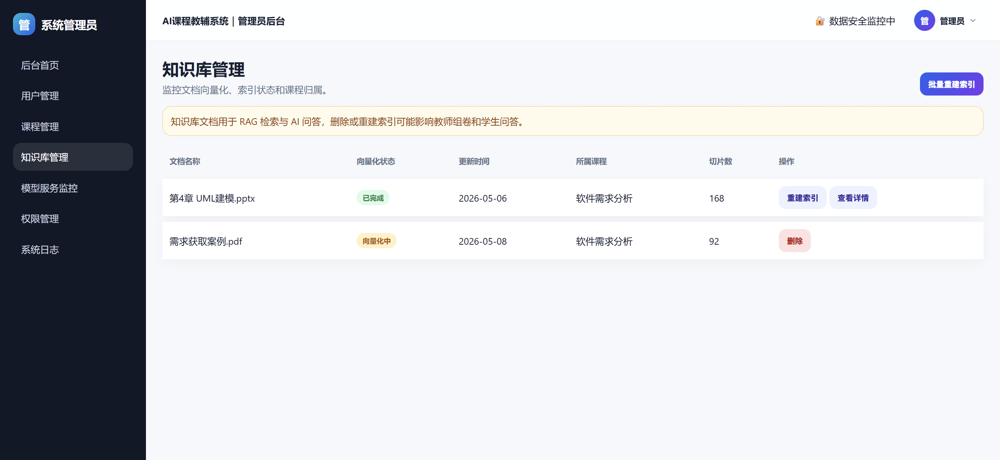 管 系统管理员
后台首页
用户管理
课程管理
知识库管理
模型服务监控
权限管理
系统日志
AI课程教辅系统｜管理员后台
🔐 数据安全监控中
管 管理员
知识库管理
监控文档向量化、索引状态和课程归属。
批量重建索引
知识库文档用于 RAG 检索与 AI 问答，删除或重建索引可能影响教师组卷和学生问答。
文档名称 向量化状态 更新时间 所属课程 切片数 操作
第4章 UML建模.pptx 已完成 2026-05-06 软件需求分析 168 重建索引 查看详情
需求获取案例.pdf 向量化中 2026-05-08 软件需求分析 92 删除